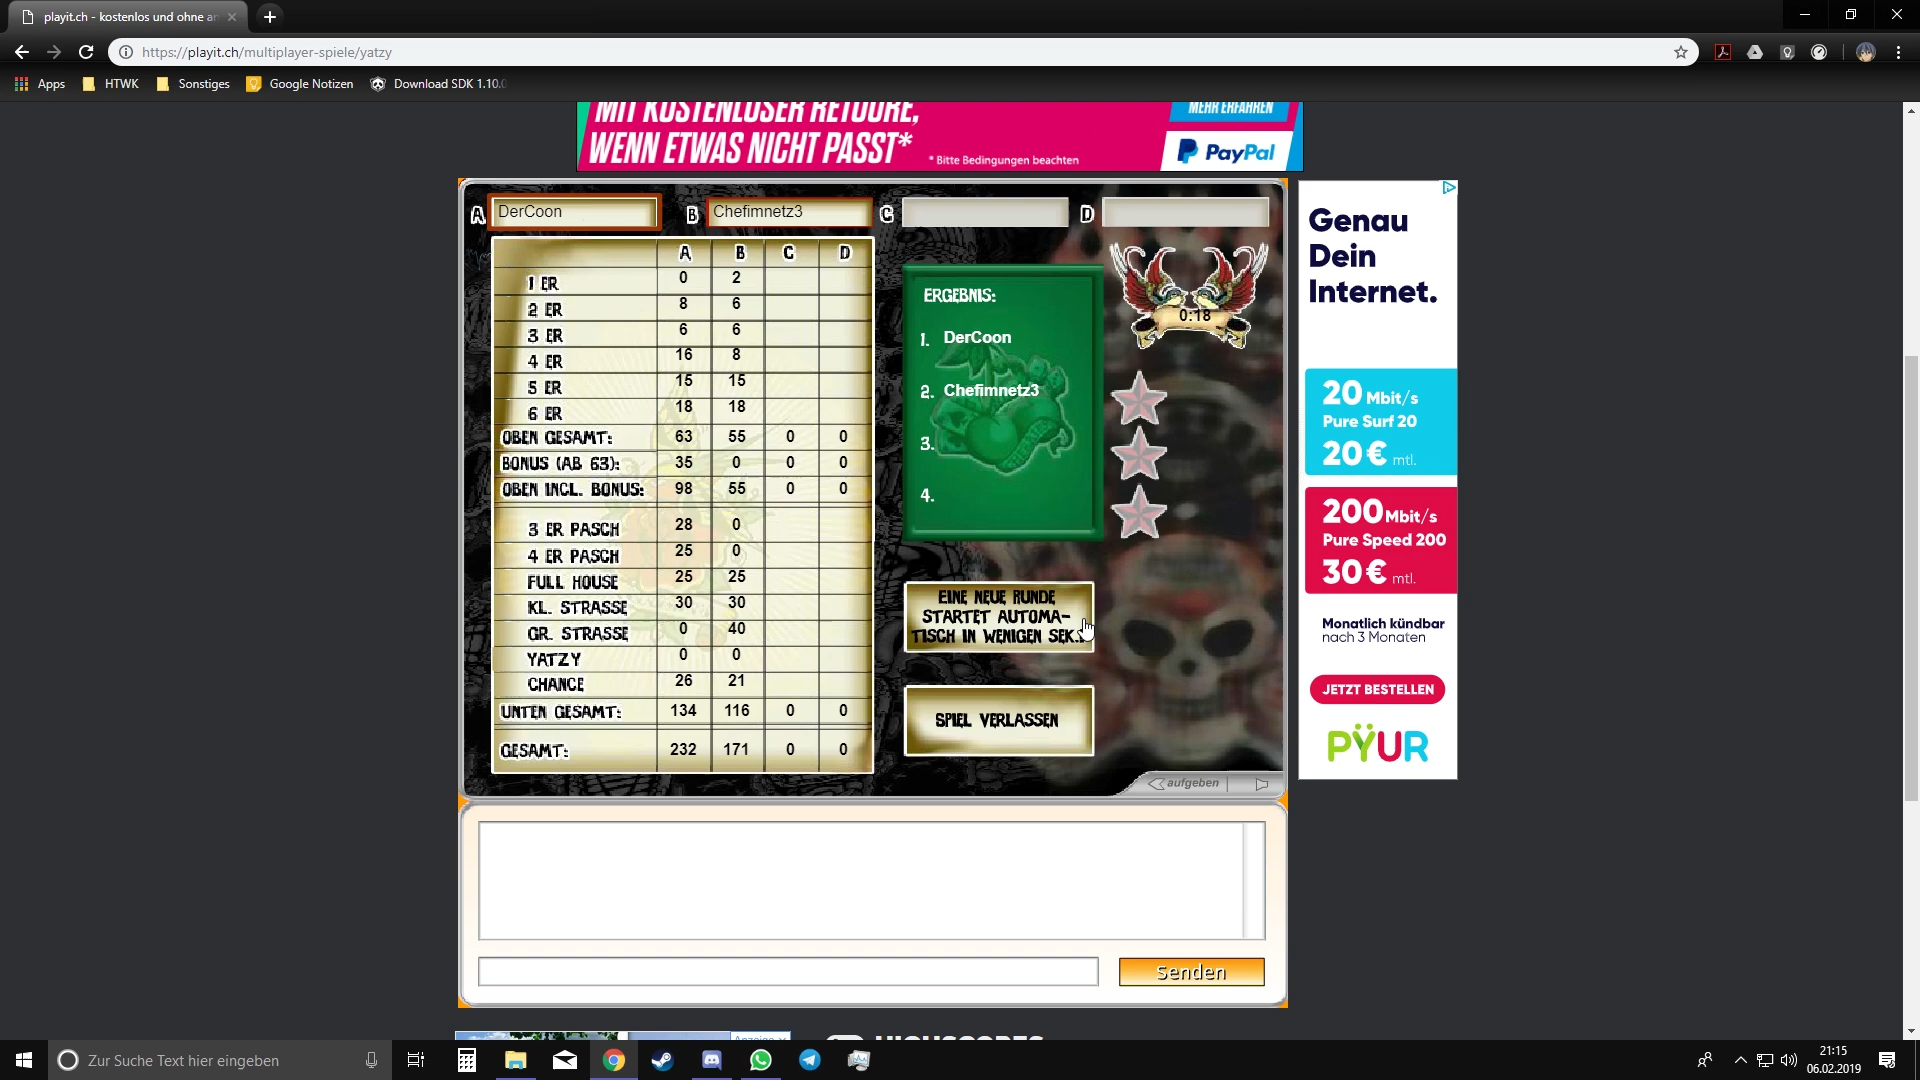 playit.ch - kostenlos und ohne an
https://playit.ch/multiplayer-spiele/yatzy
Apps HTWK Sonstiges Google Notizen Download SDK 1.10.0
MIT KOSTENLOSER RETOURE,
WENN ETWAS NICHT PASST*
* Bitte Bedingungen beachten
MEHR ERFAHREN
PayPal
A DerCoon B Chefimnetz3 C D
A B C D
1 ER 0 2
2 ER 8 6
3 ER 6 6
4 ER 16 8
5 ER 15 15
6 ER 18 18
OBEN GESAMT: 63 55 0 0
BONUS (AB 63): 35 0 0 0
OBEN INCL. BONUS: 98 55 0 0
3 ER PASCH 28 0
4 ER PASCH 25 0
FULL HOUSE 25 25
KL. STRASSE 30 30
GR. STRASSE 0 40
YATZY 0 0
CHANCE 26 21
UNTEN GESAMT: 134 116 0 0
GESAMT: 232 171 0 0
ERGEBNIS:
1. DerCoon
2. Chefimnetz3
3.
4.
0:18
EINE NEUE RUNDE
STARTET AUTOMA-
TISCH IN WENIGEN SEK...
SPIEL VERLASSEN
aufgeben
Senden
Genau
Dein
Internet.
20 Mbit/s
Pure Surf 20
20 € mtl.
200 Mbit/s
Pure Speed 200
30 € mtl.
Monatlich kündbar
nach 3 Monaten
JETZT BESTELLEN
PŸUR
Anzeige
HIGHSCORES
Zur Suche Text hier eingeben
21:15
06.02.2019